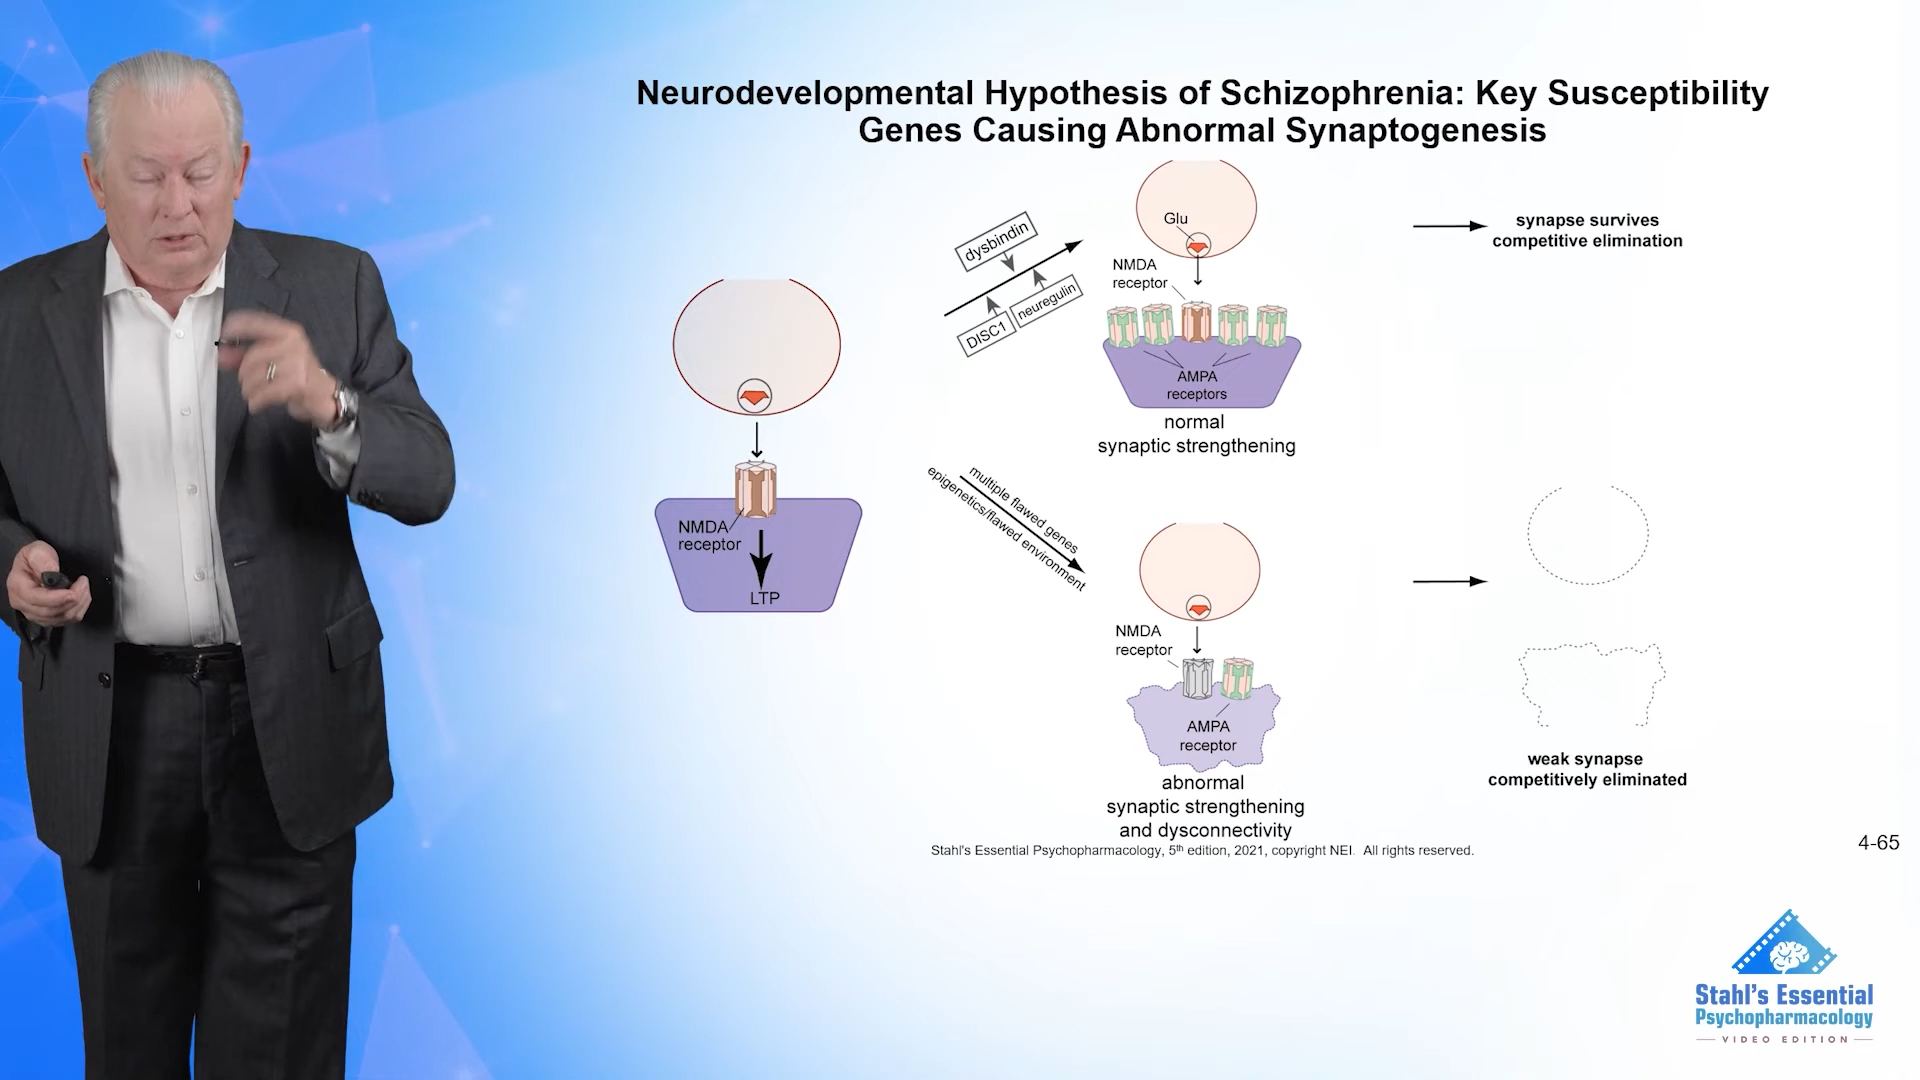 Neurodevelopmental Hypothesis of Schizophrenia: Key Susceptibility
Genes Causing Abnormal Synaptogenesis
NMDA
receptor
LTP
dysbindin
DISC1
neuregulin
Glu
NMDA
receptor
AMPA
receptors
normal
synaptic strengthening
synapse survives
competitive elimination
multiple flawed genes
epigenetics/flawed environment
NMDA
receptor
AMPA
receptor
abnormal
synaptic strengthening
and dysconnectivity
weak synapse
competitively eliminated
Stahl's Essential Psychopharmacology, 5th edition, 2021, copyright NEI. All rights reserved.
4-65
Stahl's Essential
Psychopharmacology
VIDEO EDITION